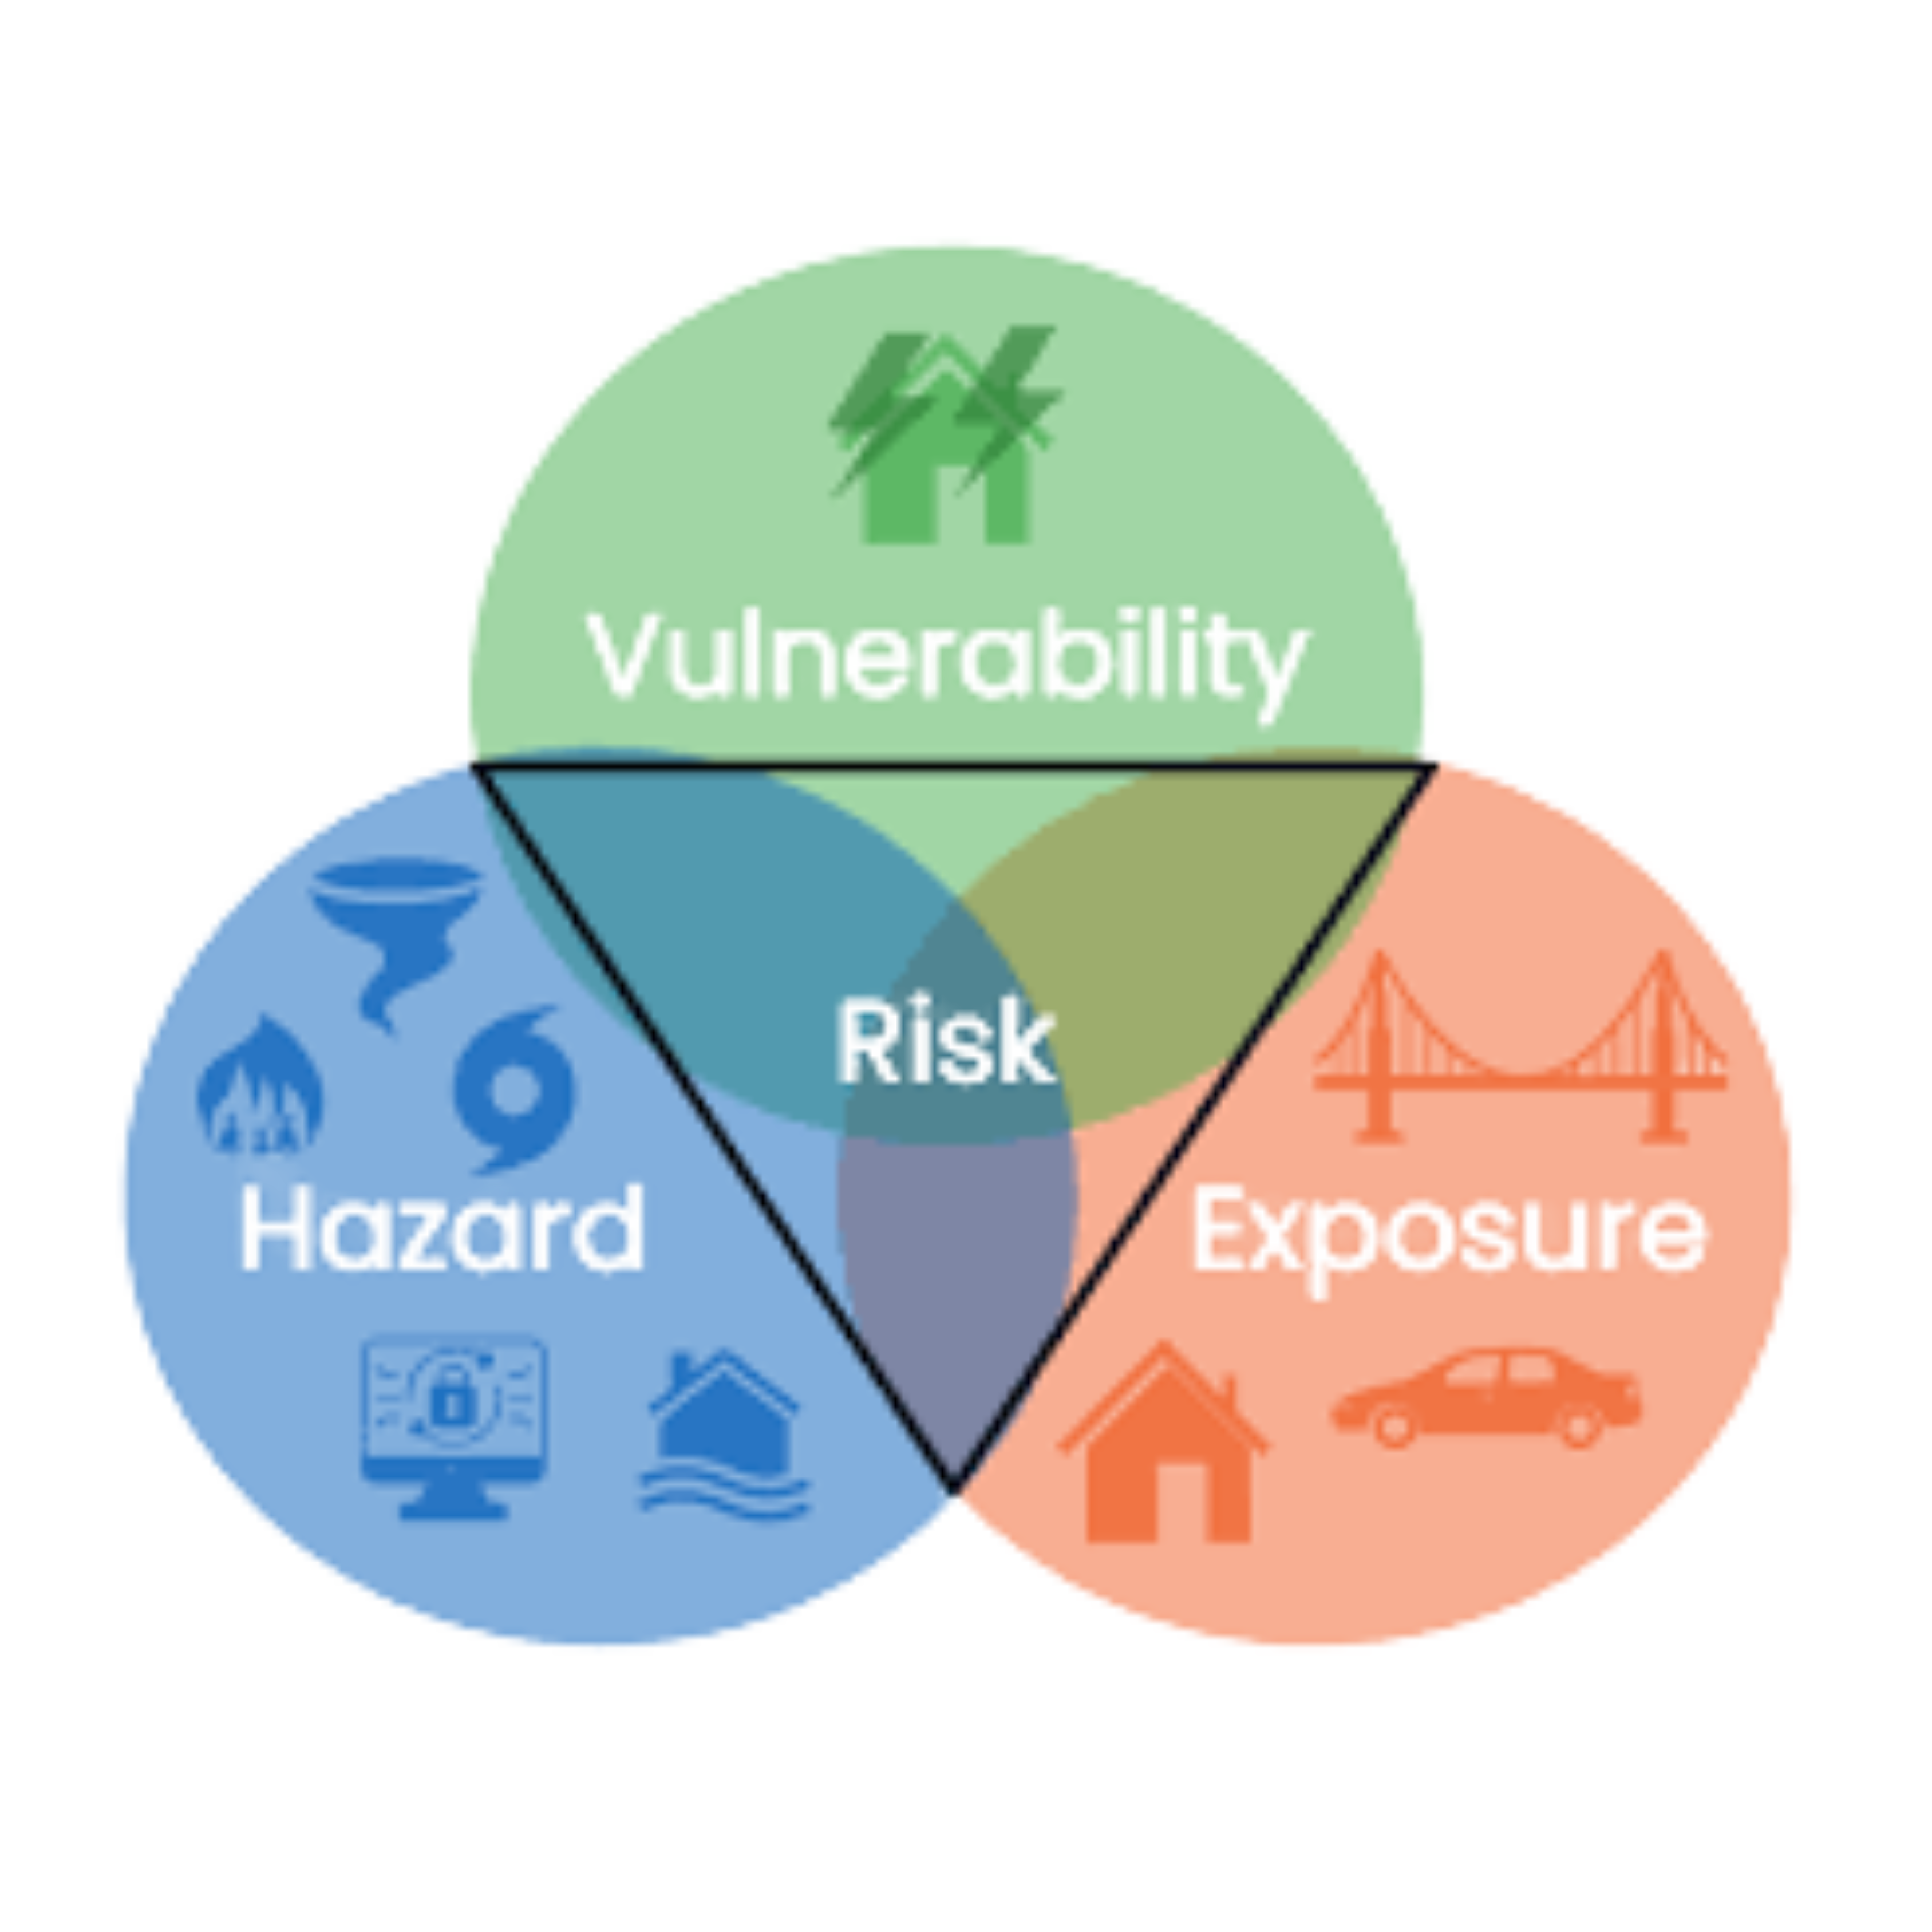 Vulnerability
Risk
Hazard
Exposure